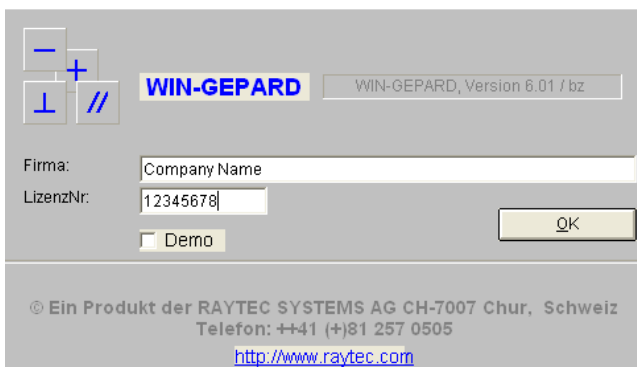 WIN-GEPARD
WIN-GEPARD, Version 6.01 / bz
Firma: Company Name
LizenzNr: 12345678
Demo
OK
© Ein Produkt der RAYTEC SYSTEMS AG CH-7007 Chur, Schweiz
Telefon: ++41 (+)81 257 0505
http://www.raytec.com